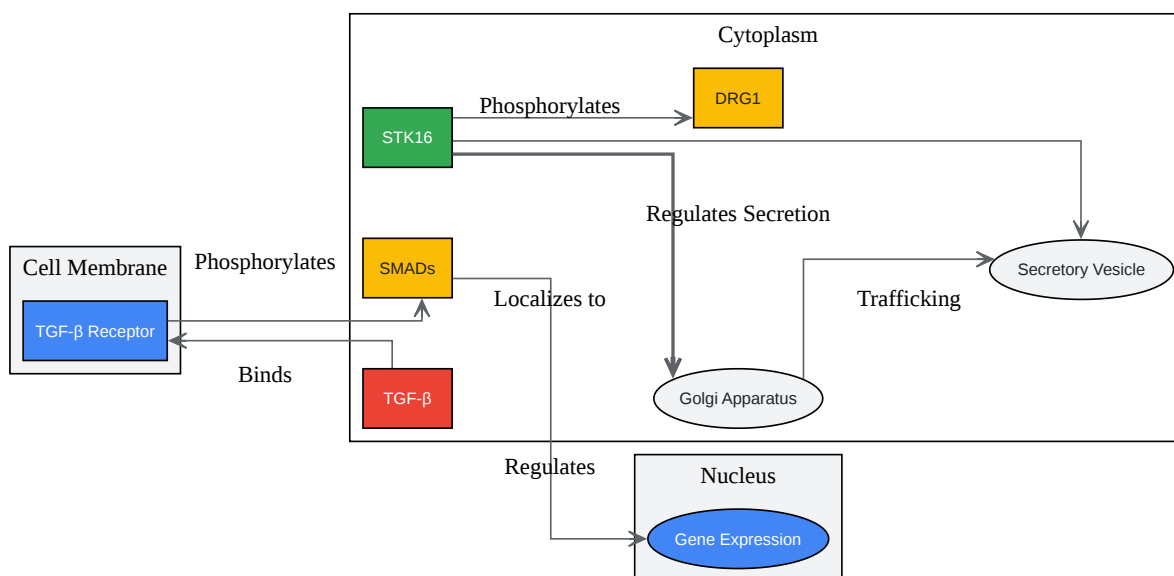 Cytoplasm
DRG1
Phosphorylates
STK16
Regulates Secretion
Cell Membrane
Phosphorylates
SMADs
Secretory Vesicle
Localizes to
Trafficking
TGF-β Receptor
Binds
TGF-β
Golgi Apparatus
Regulates
Nucleus
Gene Expression